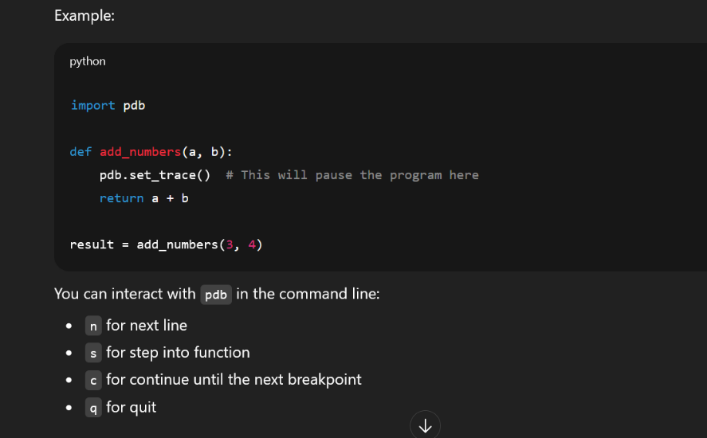 Example:
python
import pdb
def add_numbers(a, b):
    pdb.set_trace()  # This will pause the program here
    return a + b
result = add_numbers(3, 4)
You can interact with pdb in the command line:
• n for next line
• s for step into function
• c for continue until the next breakpoint
• q for quit